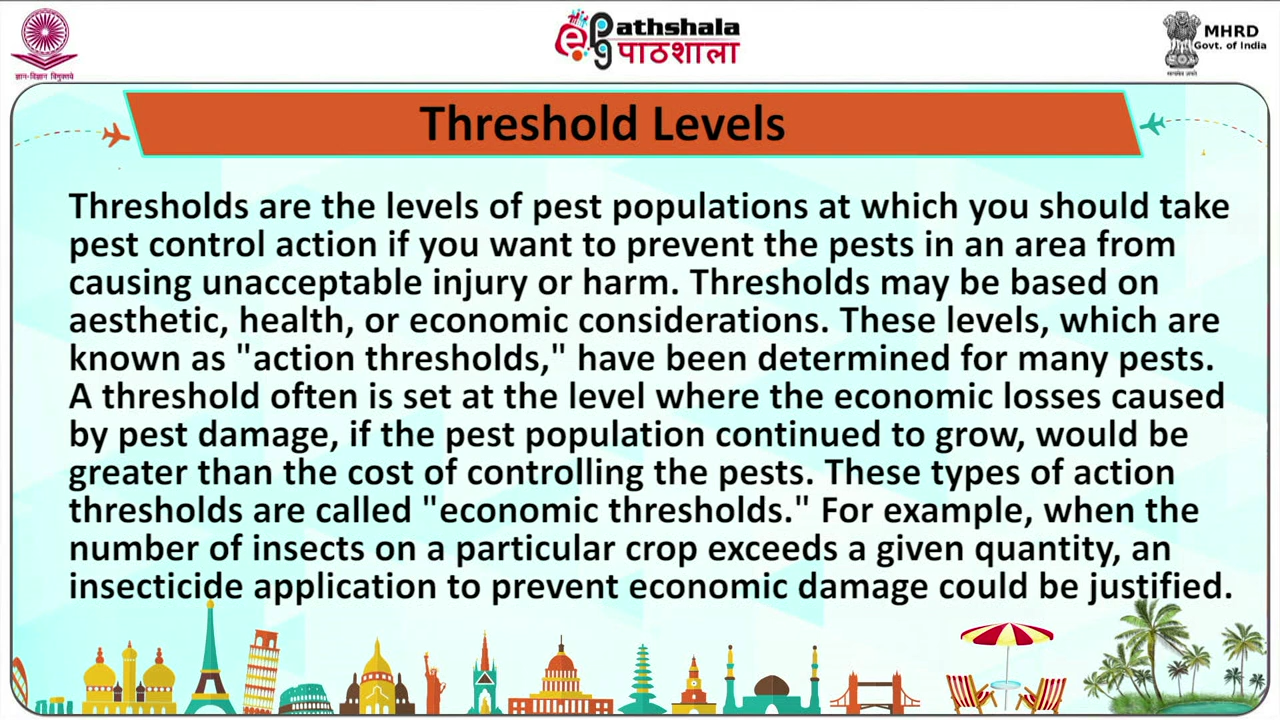 ज्ञान-विज्ञान विमुक्तये
ePathshala
पाठशाला
MHRD
Govt. of India
सत्यमेव जयते
Threshold Levels
Thresholds are the levels of pest populations at which you should take
pest control action if you want to prevent the pests in an area from
causing unacceptable injury or harm. Thresholds may be based on
aesthetic, health, or economic considerations. These levels, which are
known as "action thresholds," have been determined for many pests.
A threshold often is set at the level where the economic losses caused
by pest damage, if the pest population continued to grow, would be
greater than the cost of controlling the pests. These types of action
thresholds are called "economic thresholds." For example, when the
number of insects on a particular crop exceeds a given quantity, an
insecticide application to prevent economic damage could be justified.